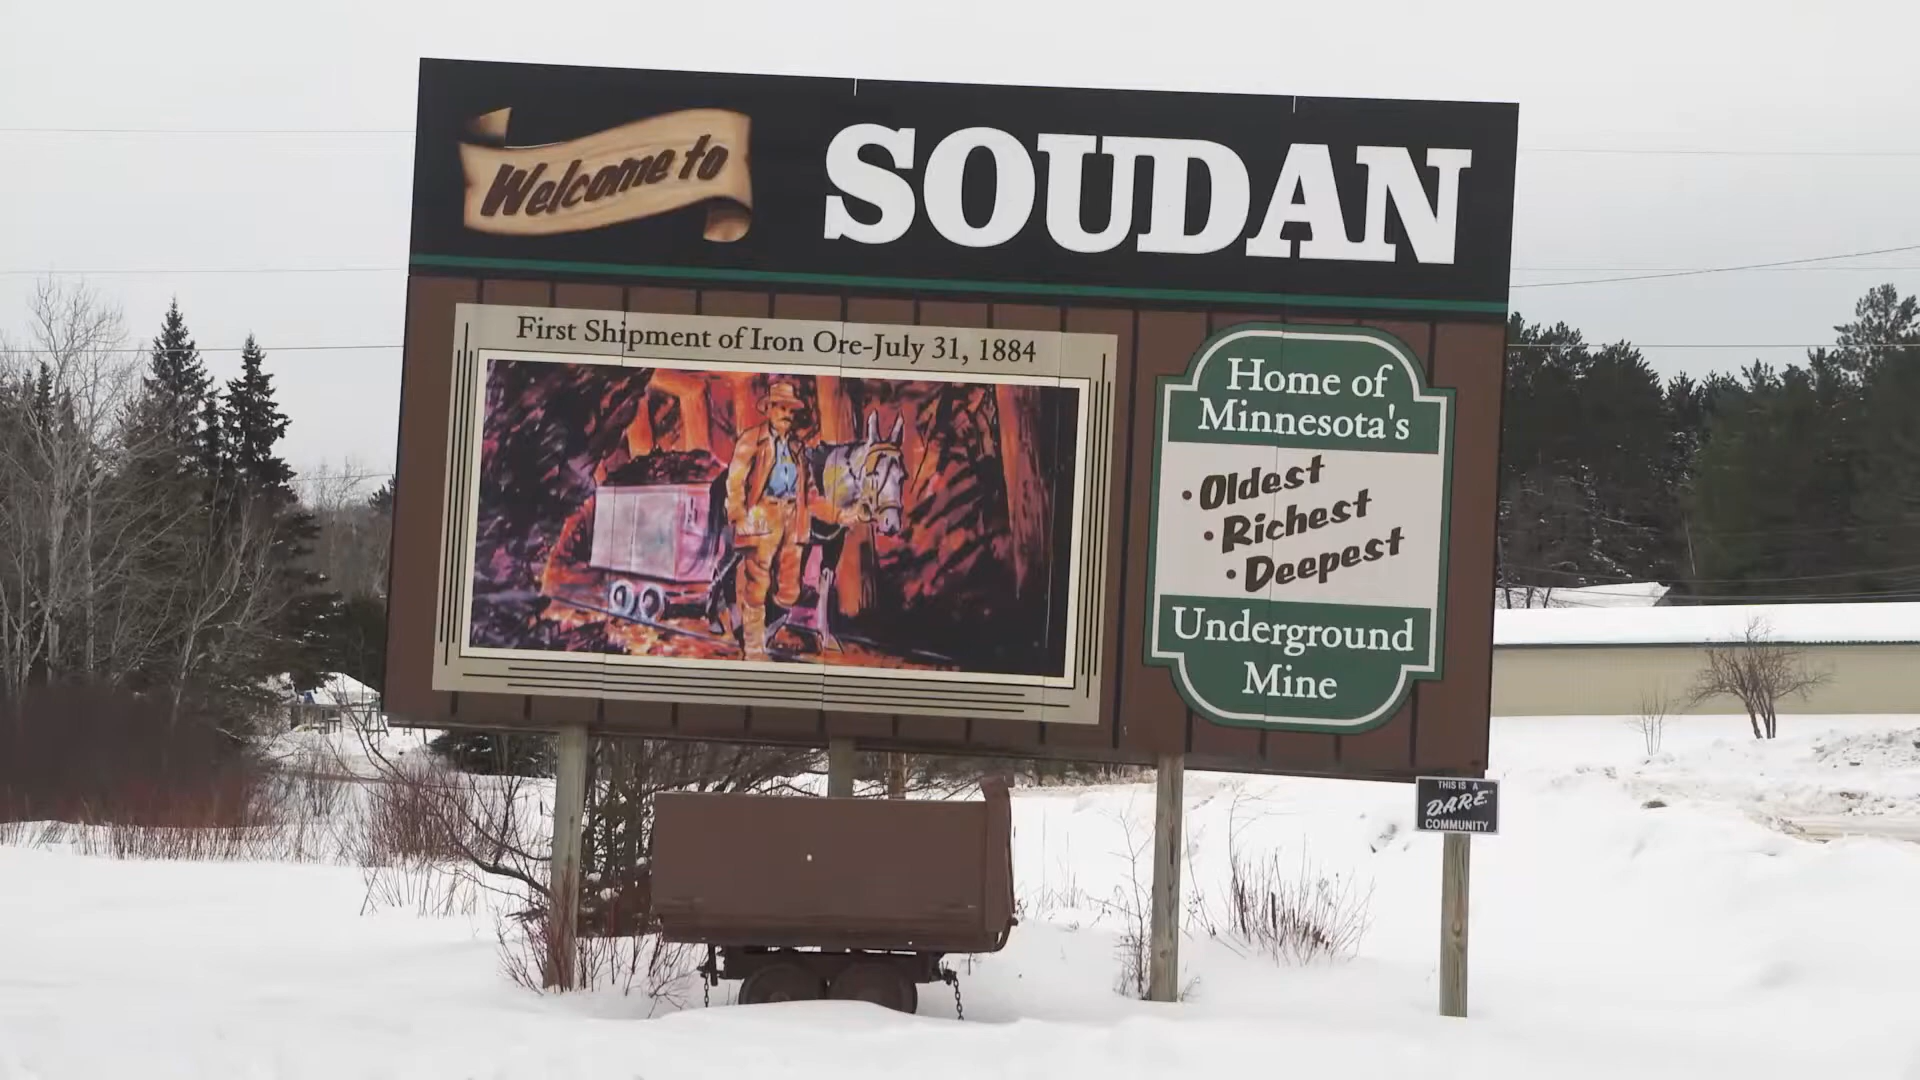 Welcome to
SOUDAN
First Shipment of Iron Ore-July 31, 1884
Home of
Minnesota's
• Oldest
• Richest
• Deepest
Underground
Mine
THIS IS A
D.A.R.E.
COMMUNITY